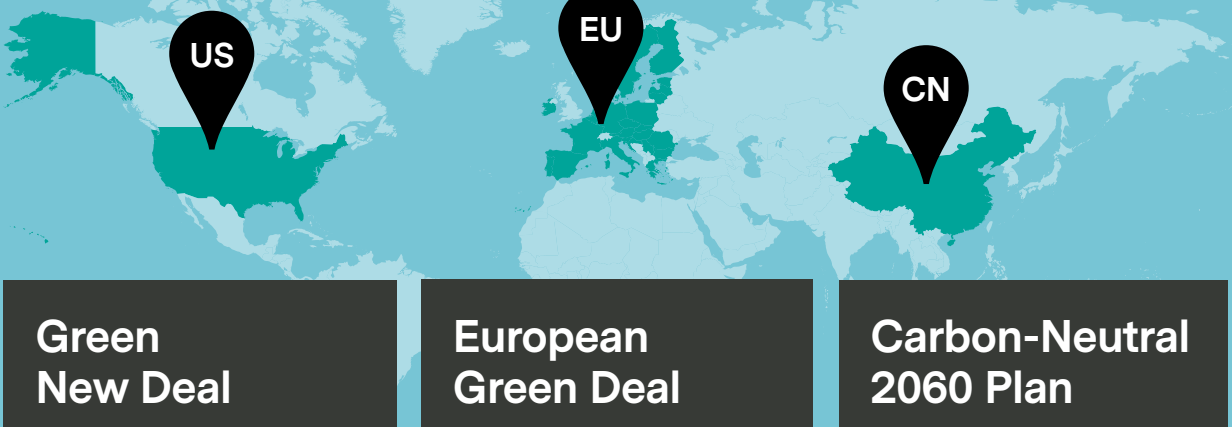 US
EU
CN
Green
New Deal
European
Green Deal
Carbon-Neutral
2060 Plan